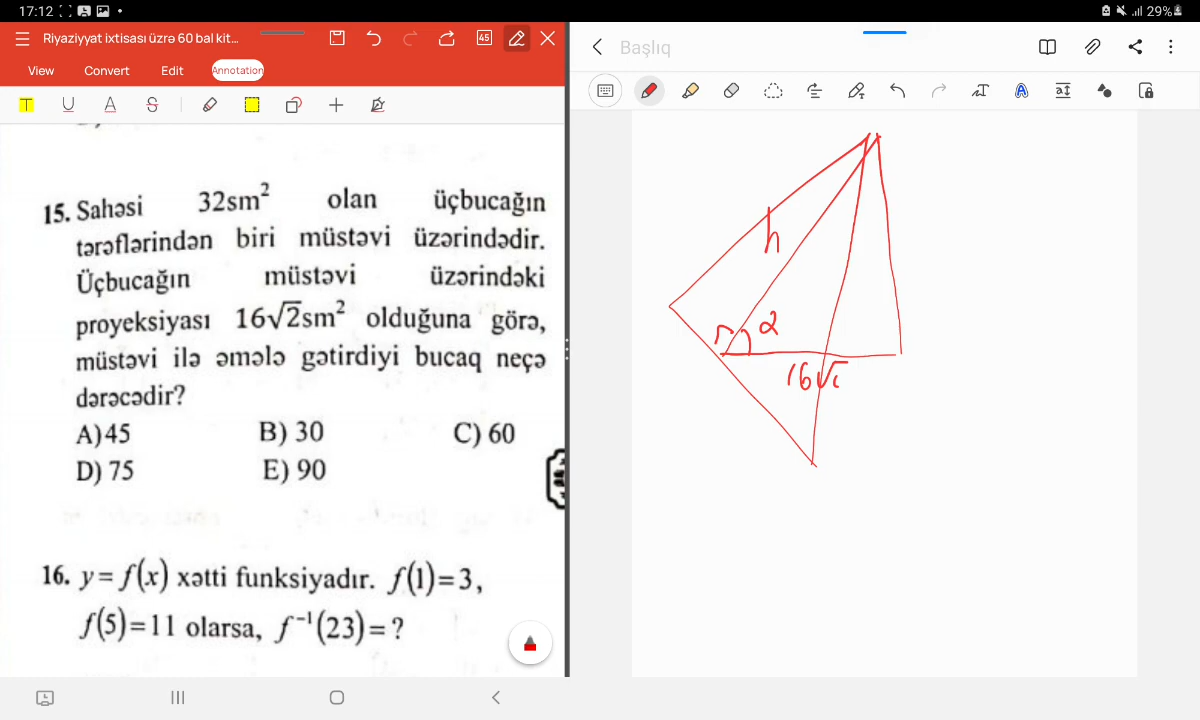 17:12
29%
Riyaziyyat ixtisası üzrə 60 bal kit...
45
View Convert Edit Annotation
T U A S
15. Sahəsi 32sm² olan üçbucağın
tərəflərindən biri müstəvi üzərindədir.
Üçbucağın müstəvi üzərindəki
proyeksiyası 16√2sm² olduğuna görə,
müstəvi ilə əmələ gətirdiyi bucaq neçə
dərəcədir?
A)45 B) 30 C) 60
D) 75 E) 90
16. y=f(x) xətti funksiyadır. f(1)=3,
f(5)=11 olarsa, f⁻¹(23)=?
Başlıq
h
α